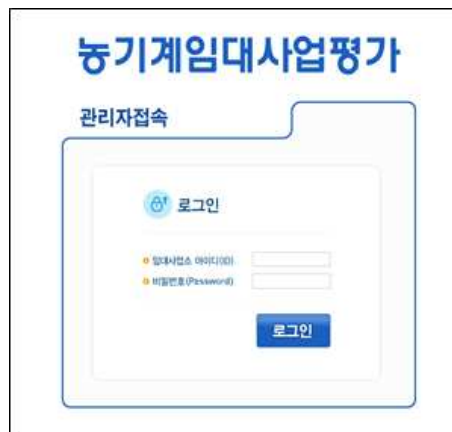 농기계임대사업평가
관리자접속
로그인
임대사업소 아이디(ID)
비밀번호(Password)
로그인